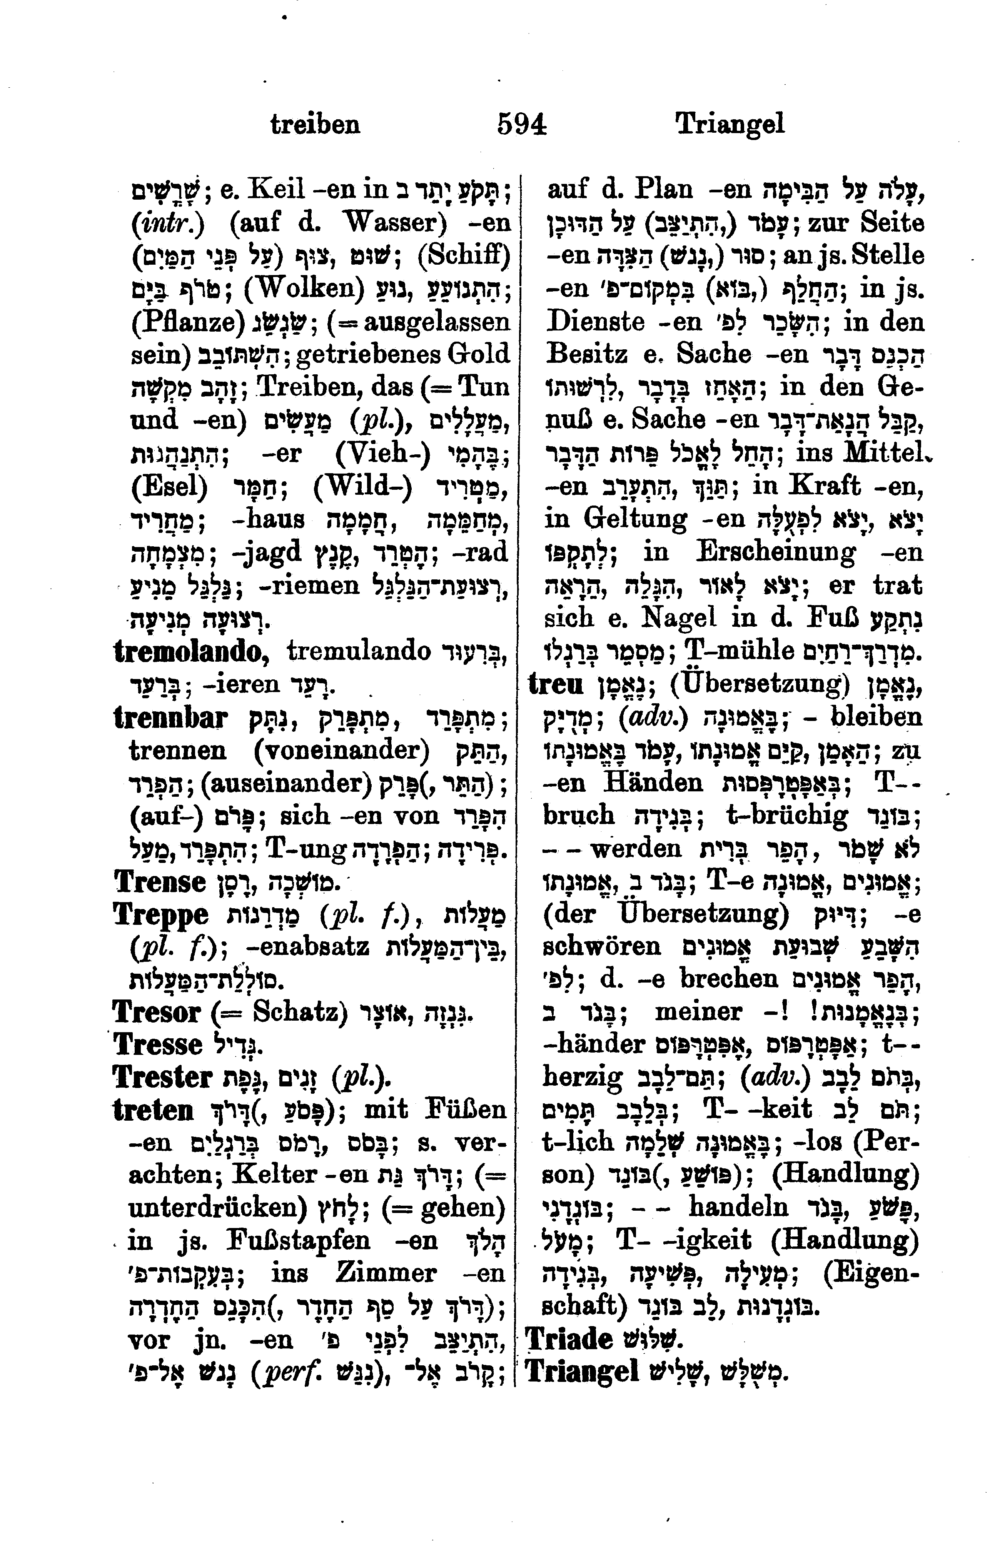 treiben 594 Triangel
שָׁרָשִׁים; e. Keil -en in תָּקַע יָתֵד ב;
(intr.) (auf d. Wasser) -en
(עַל פְּנֵי הַמַּיִם) שׁוּט, צוּף; (Schiff)
טֹרַף בַּיָּם; (Wolken) נוּעַ, הִתְנוֹעֵעַ;
(Pflanze) שִׂגְשֵׂג; (= ausgelassen
sein) הִשְׁתּוֹבֵב; getriebenes Gold
זָהָב מִקְשָׁה; Treiben, das (= Tun
und -en) מַעֲשִׂים (pl.), מַעֲלָלִים,
הִתְנַהֲגוּת; -er (Vieh-) בֶּהָמִי;
(Esel) חַמָּר; (Wild-) מַטְרִיד,
מַחֲרִיד; -haus חֲמָמָה, מְחַמָּמָה,
מַצְמֵחָה; -jagd קֶנֶץ, הֶטְרֵד; -rad
גַּלְגַּל מֵנִיעַ; -riemen רְצוּעַת־הַגַּלְגַּל,
רְצוּעָה מְנִיעָה.
tremolando, tremulando בְּרַעוּד,
בְּרַעַד; -ieren רָעַד.
trennbar נִתָּק, מִתְפָּרֵק, מִתְפָּרֵד;
trennen (voneinander) הַתֵּק,
הַפְרֵד; (auseinander) פָּרֵק(, הַתֵּר);
(auf-) פָּרֹם; sich -en von הִפָּרֵד
הִתְפָּרֵד, מֵעַל; T-ung הַפְרָדָה; פְּרִידָה.
Trense רֶסֶן, מוֹשְׁכָה.
Treppe מַדְרֵגוֹת (pl. f.), מַעֲלוֹת
(pl. f.); -enabsatz בֵּין־הַמַּעֲלוֹת,
סוֹלֲלַת־הַמַּעֲלוֹת.
Tresor (= Schatz) אוֹצָר, גִּנְזָה.
Tresse גְּדִיל.
Trester גֶּפֶת, זָגִים (pl.).
treten דָּרֹךְ(, פָּסֹעַ); mit Füßen
-en רָמֹס בְּרַגְלַיִם, בָּסֹס; s. ver-
achten; Kelter -en דָּרֹךְ גַּת; (=
unterdrücken) לָחֹץ; (= gehen)
in js. Fußstapfen -en הָלֹךְ
בְּעִקְבוֹת־פ'; ins Zimmer -en
הִכָּנֵס הַחַדְרָה(, דָּרֹךְ עַל סַף הַחֶדֶר);
vor jn. -en הִתְיַצֵּב לִפְנֵי פ',
נָגֹשׁ אֶל־פ' (perf. נִגַּשׁ), קָרֹב אֶל־;
auf d. Plan -en עָלֹה עַל הַבִּימָה,
עָמֹד (,הִתְיַצֵּב) עַל הַדּוּכָן; zur Seite
-en סוּר (,נָגֹשׁ) הַצִּדָּה; an js. Stelle
-en הֵחָלֵף (,בּוֹא) בִּמְקוֹם־פ'; in js.
Dienste -en הִשָּׂכֵר לְפ'; in den
Besitz e. Sache -en הִכָּנֵס דָּבָר
לִרְשׁוּתוֹ, הֵאָחֵז בְּדָבָר; in den Ge-
nuß e. Sache -en קַבֵּל הֲנָאַת־דָּבָר,
הָחֵל לֶאֱכֹל פֵּרוֹת הַדָּבָר; ins Mittel
-en תַּוֵּךְ, הִתְעָרֵב; in Kraft -en,
in Geltung -en יָצֹא, יָצֹא לִפְעֻלָּה
לְתָקְפּוֹ; in Erscheinung -en
יָצֹא לָאוֹר, הִגָּלֵה, הֵרָאֵה; er trat
sich e. Nagel in d. Fuß נִתְקַע
מַסְמֵר בְּרַגְלוֹ; T-mühle מִדְרַךְ־רֵחַיִם.
treu נֶאֱמָן; (Übersetzung) נֶאֱמָן,
מְדֻיָּק; (adv.) בֶּאֱמוּנָה; - bleiben
הֵאָמֵן, קַיֵּם אֱמוּנָתוֹ, עָמֹד בֶּאֱמוּנָתוֹ; zu
-en Händen בְּאַפִּטְרֻפְּסוּת; T--
bruch בְּגִידָה; t-brüchig בּוֹגֵד;
- - werden לֹא שָׁמֹר, הָפֵר בְּרִית
אֱמוּנָתוֹ, בָּגֹד ב; T-e אֱמוּנָה, אֱמוּנִים;
(der Übersetzung) דִּיּוּק; -e
schwören הִשָּׁבַע שְׁבוּעַת אֱמוּנִים
לְפ'; d. -e brechen הָפֵר אֱמוּנִים,
בָּגֹד ב; meiner -! בְּנֶאֱמָנוּת!;
-händer אֶפִּטְרֹפּוֹס, אַפִּטְרֹפּוֹס; t--
herzig תַּם־לֵבָב; (adv.) בְּתֹם לֵבָב,
בְּלֵבָב תָּמִים; T- -keit תֹּם לֵב;
t-lich בֶּאֱמוּנָה שְׁלֵמָה; -los (Per-
son) בּוֹגֵד(, פּוֹשֵׁעַ); (Handlung)
בּוֹגְדָנִי; - - handeln בָּגֹד, פָּשֹׁעַ,
מָעֹל; T- -igkeit (Handlung)
בְּגִידָה, פְּשִׁיעָה, מְעִילָה; (Eigen-
schaft) לֵב בּוֹגֵד, בּוֹגְדָנוּת.
Triade שִׁלּוּשׁ.
Triangel מְשֻׁלָּשׁ, שָׁלִישׁ.